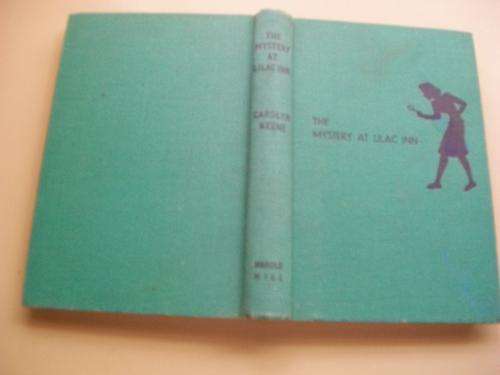 THE
MYSTERY
AT
LILAC INN
CAROLYN
KEENE
HAROLD
HILL
THE
MYSTERY AT LILAC INN